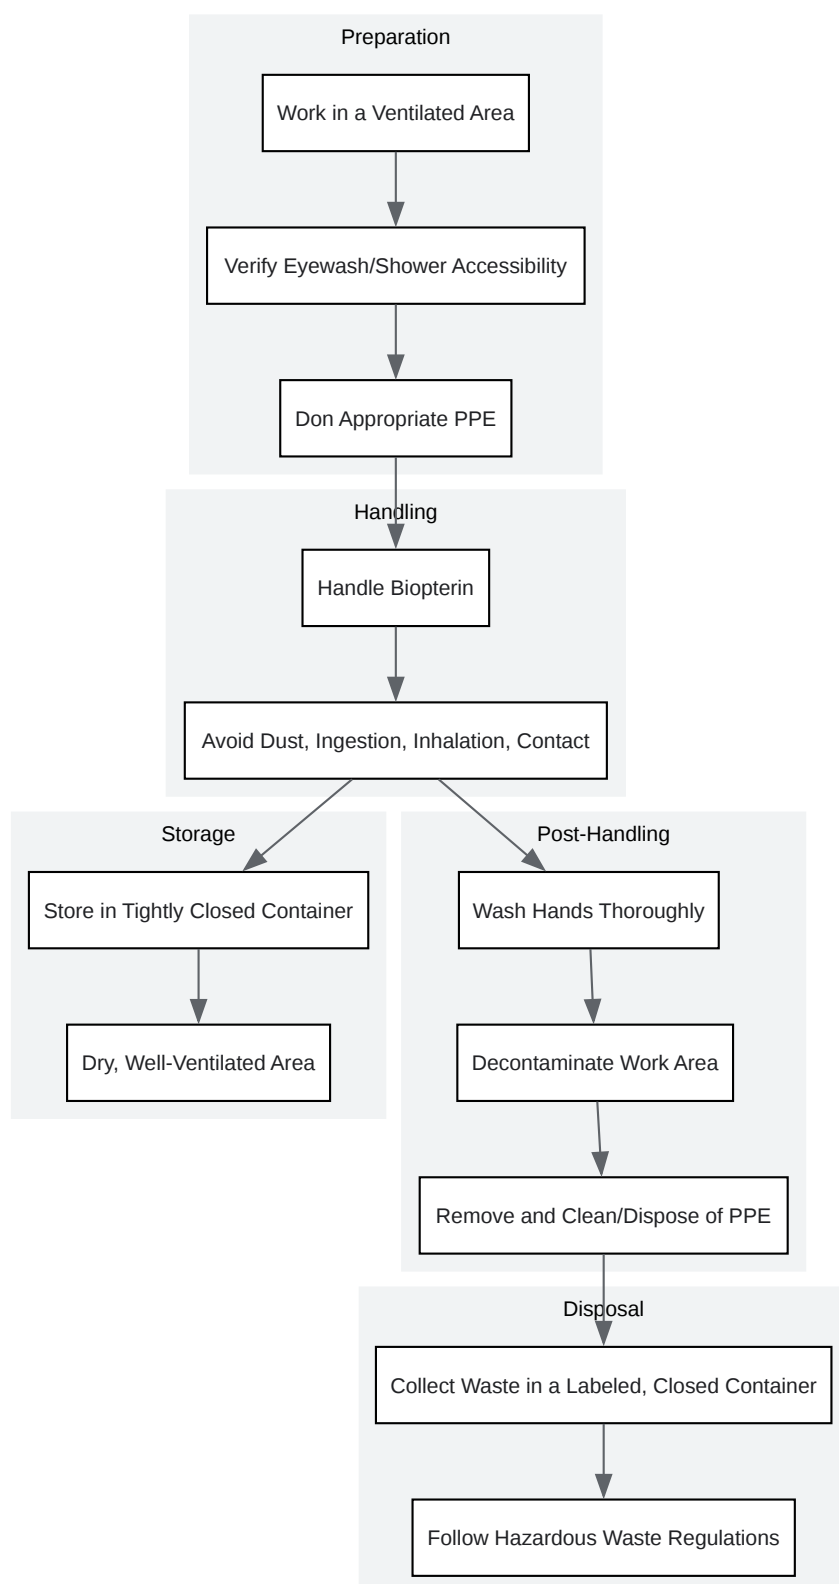 Preparation
Work in a Ventilated Area
Verify Eyewash/Shower Accessibility
Don Appropriate PPE
Handling
Handle Biopterin
Avoid Dust, Ingestion, Inhalation, Contact
Storage
Store in Tightly Closed Container
Dry, Well-Ventilated Area
Post-Handling
Wash Hands Thoroughly
Decontaminate Work Area
Remove and Clean/Dispose of PPE
Disposal
Collect Waste in a Labeled, Closed Container
Follow Hazardous Waste Regulations